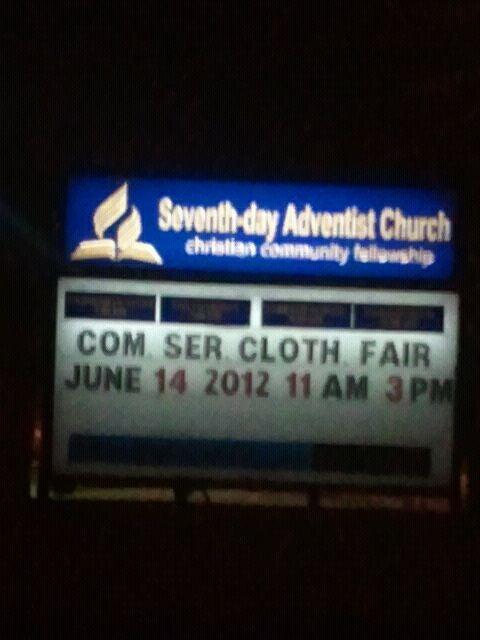 Seventh-day Adventist Church
christian community fellowship
COM. SER. CLOTH. FAIR
JUNE 14 2012 11 AM 3 PM